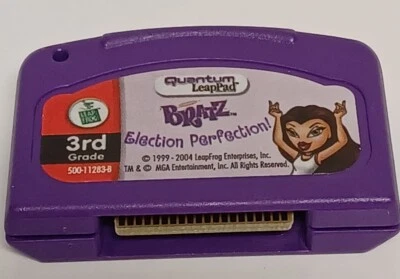 Quantum
LeapPad
BRATZ
Election Perfection!
LEAP
FROG
3rd
Grade
500-11283-B
© 1999 - 2004 LeapFrog Enterprises, Inc.
TM & © MGA Entertainment, Inc. All Rights Reserved.